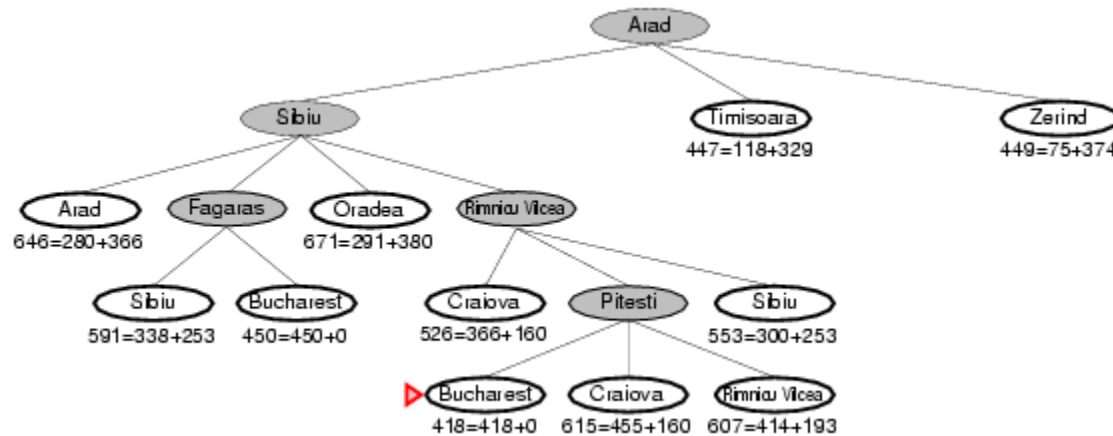 Arad
Sibiu
Timisoara
Zerind
447=118+329
449=75+374
Arad
Fagaras
Oradea
Rimnicu Vilcea
646=280+366
671=291+380
Sibiu
Bucharest
Craiova
Pitesti
Sibiu
591=338+253
450=450+0
526=366+160
553=300+253
Bucharest
Craiova
Rimnicu Vilcea
418=418+0
615=455+160
607=414+193